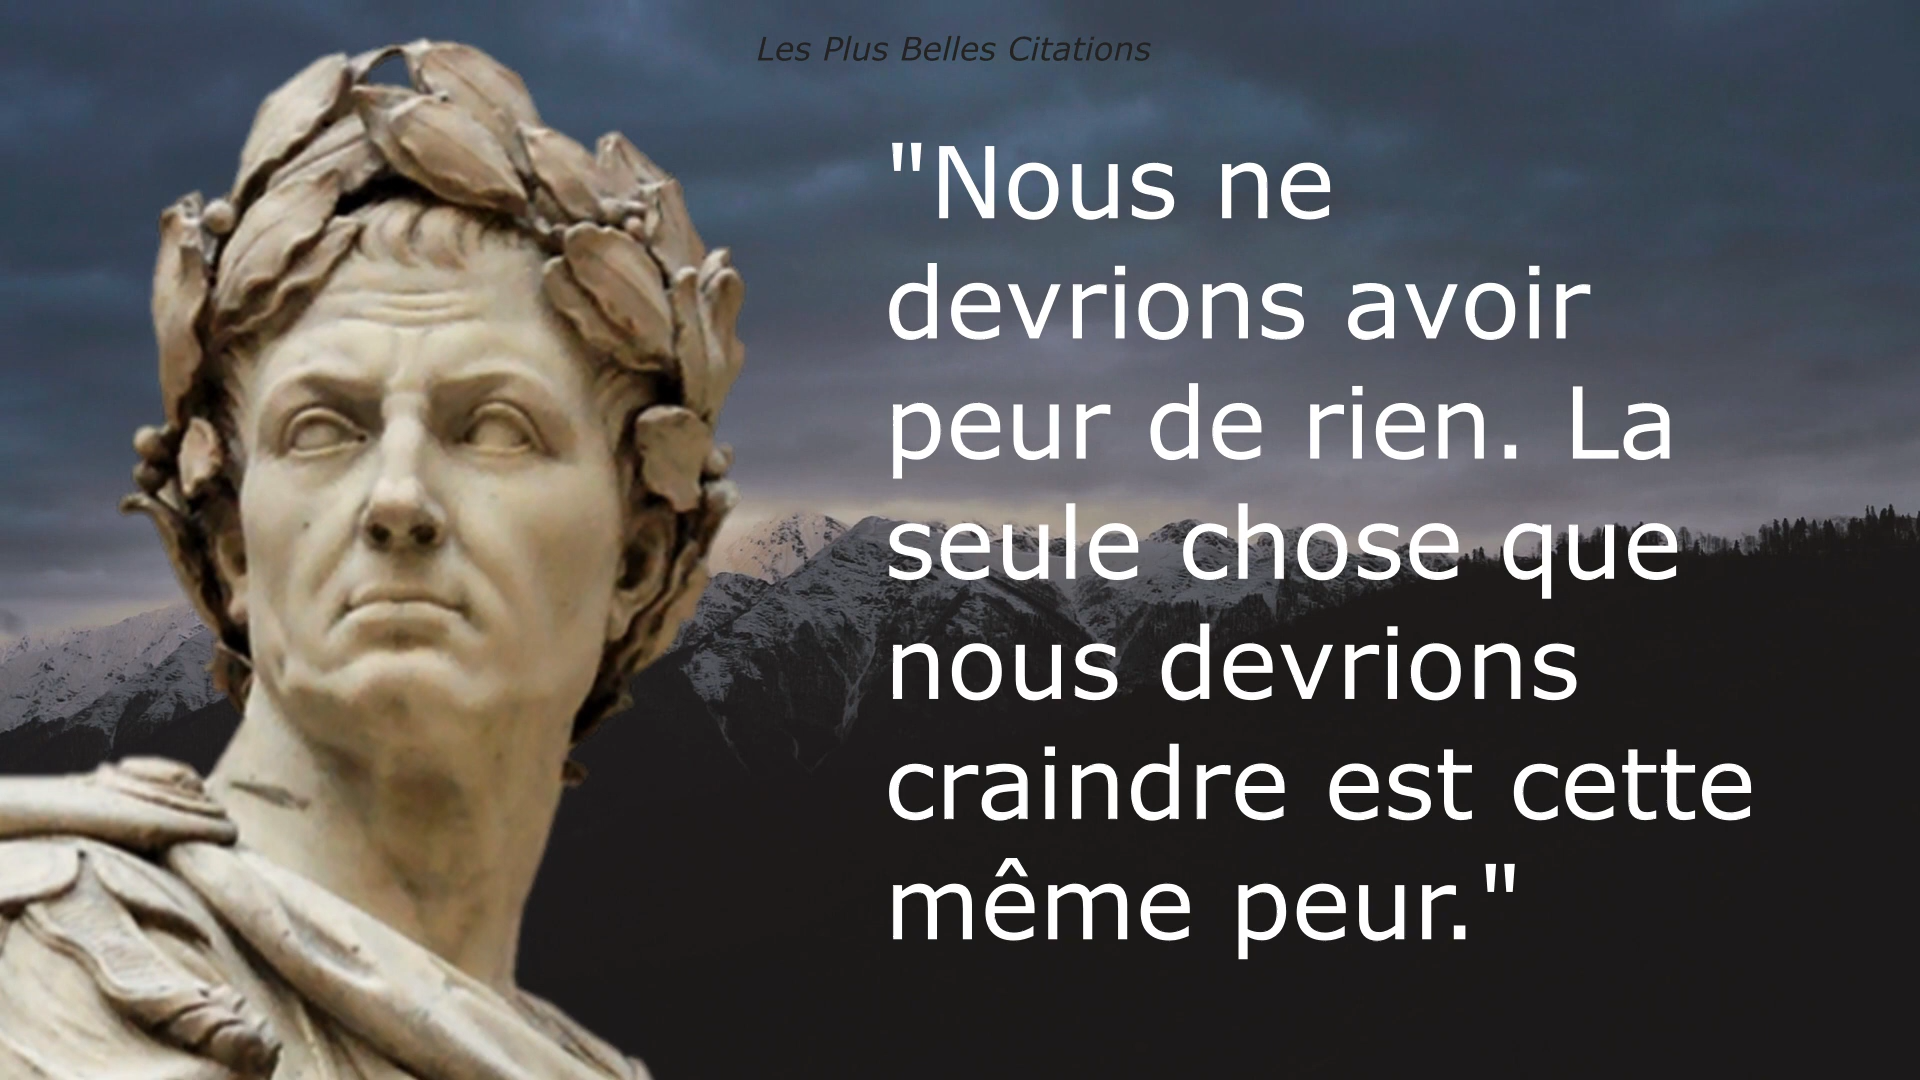 Les Plus Belles Citations
"Nous ne
devrions avoir
peur de rien. La
seule chose que
nous devrions
craindre est cette
même peur."